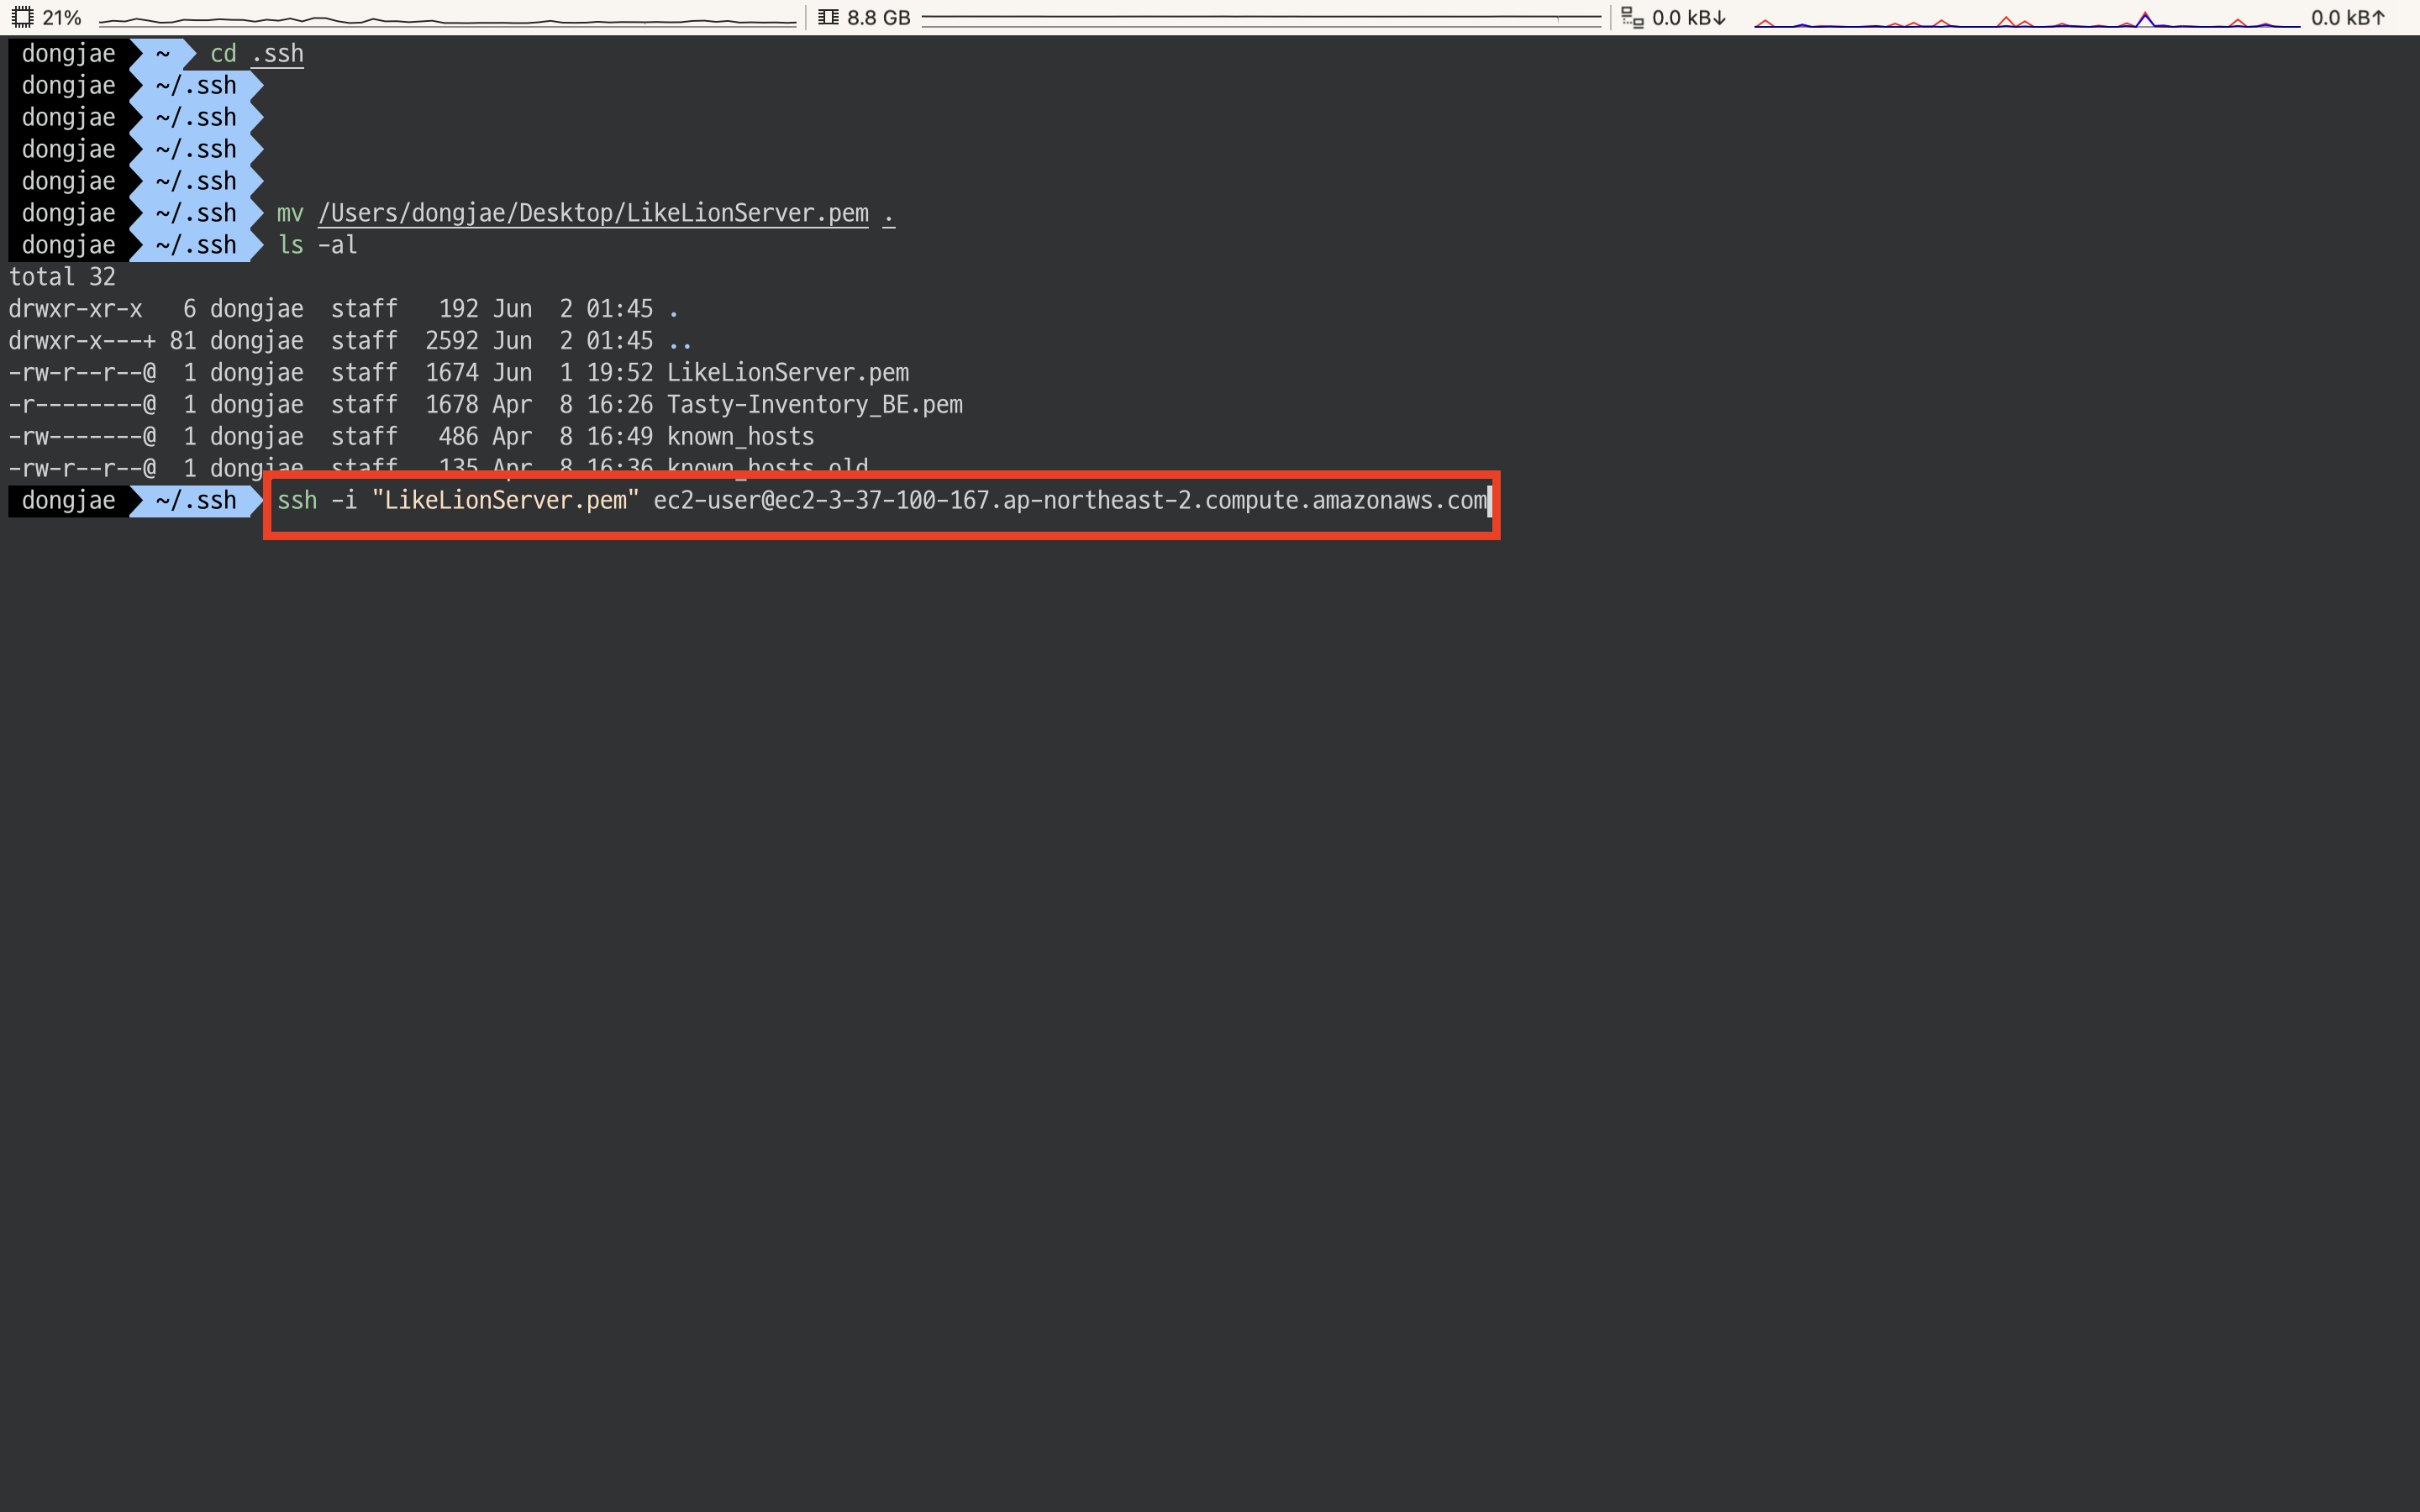 21% 8.8 GB 0.0 kB↓ 0.0 kB↑
dongjae ~ cd .ssh
dongjae ~/.ssh
dongjae ~/.ssh
dongjae ~/.ssh
dongjae ~/.ssh
dongjae ~/.ssh mv /Users/dongjae/Desktop/LikeLionServer.pem .
dongjae ~/.ssh ls -al
total 32
drwxr-xr-x 6 dongjae staff 192 Jun 2 01:45 .
drwxr-x---+ 81 dongjae staff 2592 Jun 2 01:45 ..
-rw-r--r--@ 1 dongjae staff 1674 Jun 1 19:52 LikeLionServer.pem
-r--------@ 1 dongjae staff 1678 Apr 8 16:26 Tasty-Inventory_BE.pem
-rw-------@ 1 dongjae staff 486 Apr 8 16:49 known_hosts
-rw-r--r--@ 1 dongjae staff 135 Apr 8 16:36 known_hosts.old
dongjae ~/.ssh ssh -i "LikeLionServer.pem" ec2-user@ec2-3-37-100-167.ap-northeast-2.compute.amazonaws.com